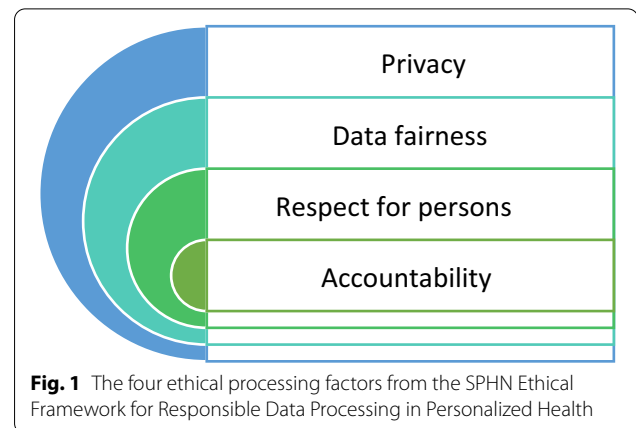 Privacy
Data fairness
Respect for persons
Accountability
Fig. 1 The four ethical processing factors from the SPHN Ethical
Framework for Responsible Data Processing in Personalized Health